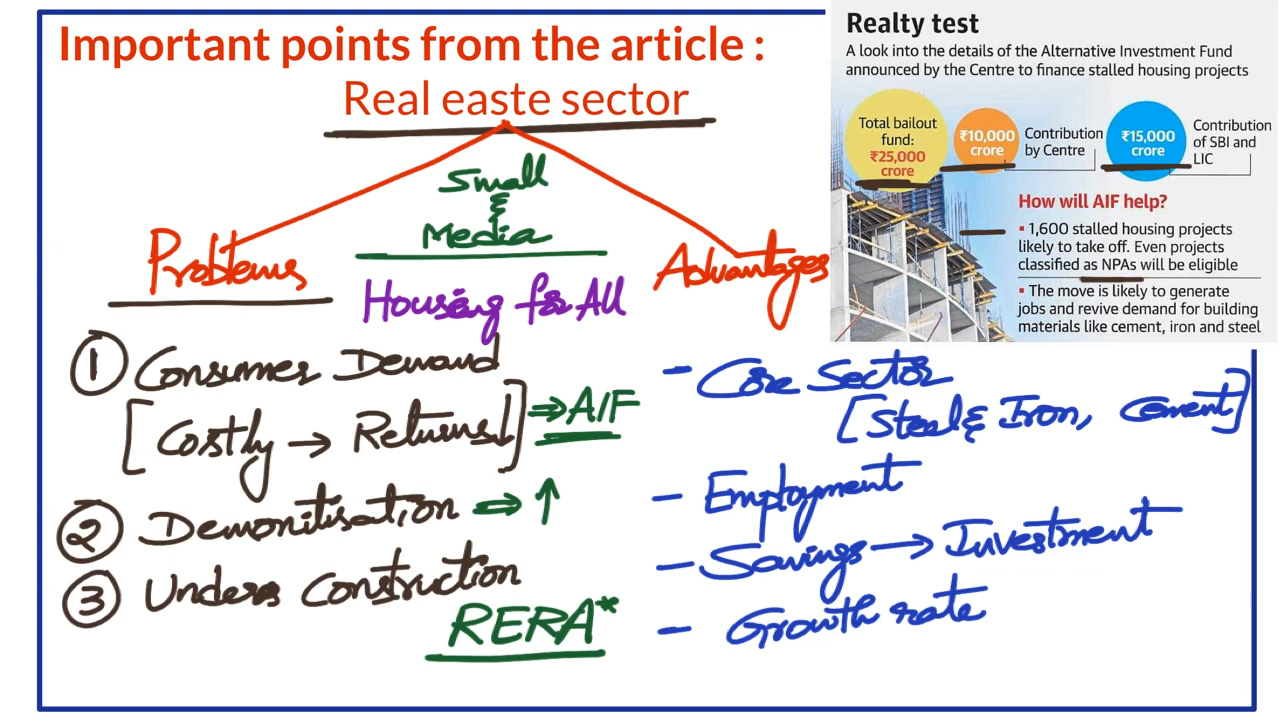 Important points from the article :
Real easte sector
Small
&
Media
Housing for All
Problems
① Consumer Demand
[Costly → Returns↓] ⇒ AIF
② Demonitisation ⇒ ↑
③ Under Construction
RERA*
Advantages
- Core Sector
[Steel & Iron, Cement]
- Employment
- Savings → Investment
- Growth rate
Realty test
A look into the details of the Alternative Investment Fund
announced by the Centre to finance stalled housing projects
Total bailout
fund:
₹25,000
crore
₹10,000
crore
Contribution
by Centre
₹15,000
crore
Contribution
of SBI and
LIC
How will AIF help?
▪ 1,600 stalled housing projects
likely to take off. Even projects
classified as NPAs will be eligible
▪ The move is likely to generate
jobs and revive demand for building
materials like cement, iron and steel